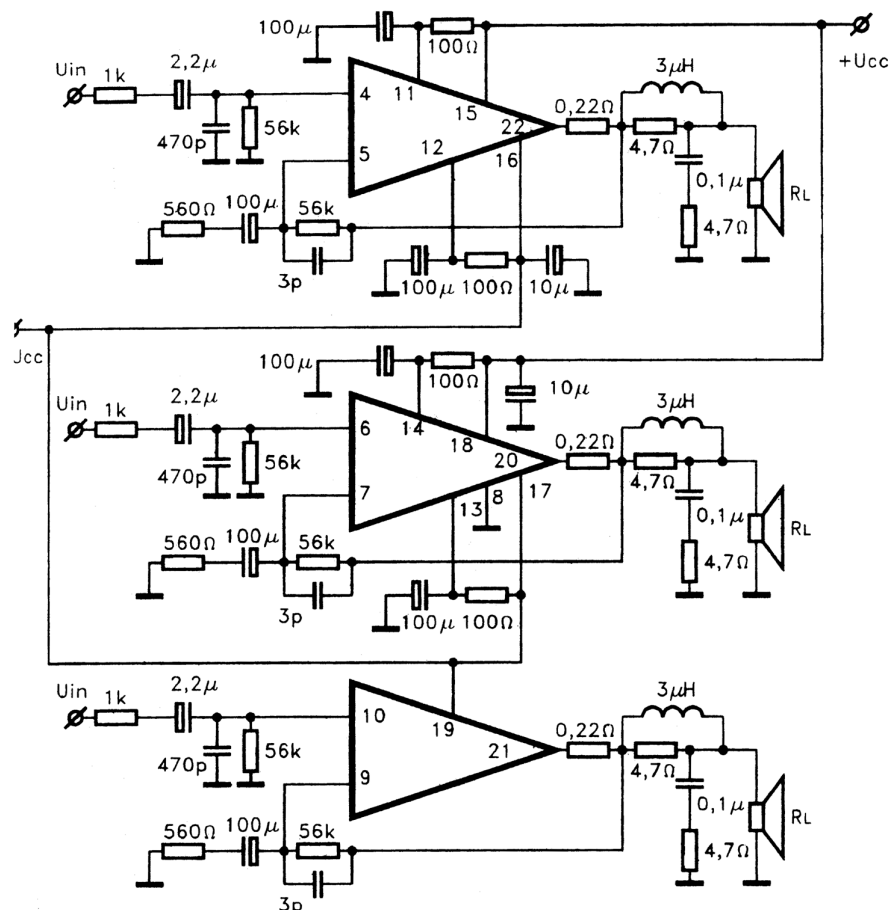 100μ
100Ω
+Ucc
Uin
1k
2,2μ
470p
56k
4
5
11
15
12
22
16
0,22Ω
3μH
4,7Ω
0,1μ
4,7Ω
RL
560Ω
100μ
56k
3p
100μ
100Ω
10μ
Jcc
100μ
100Ω
10μ
Uin
1k
2,2μ
470p
56k
6
7
14
18
20
13
8
17
0,22Ω
3μH
4,7Ω
0,1μ
4,7Ω
RL
560Ω
100μ
56k
3p
100μ
100Ω
Uin
1k
2,2μ
470p
56k
10
9
19
21
0,22Ω
3μH
4,7Ω
0,1μ
4,7Ω
RL
560Ω
100μ
56k
3p